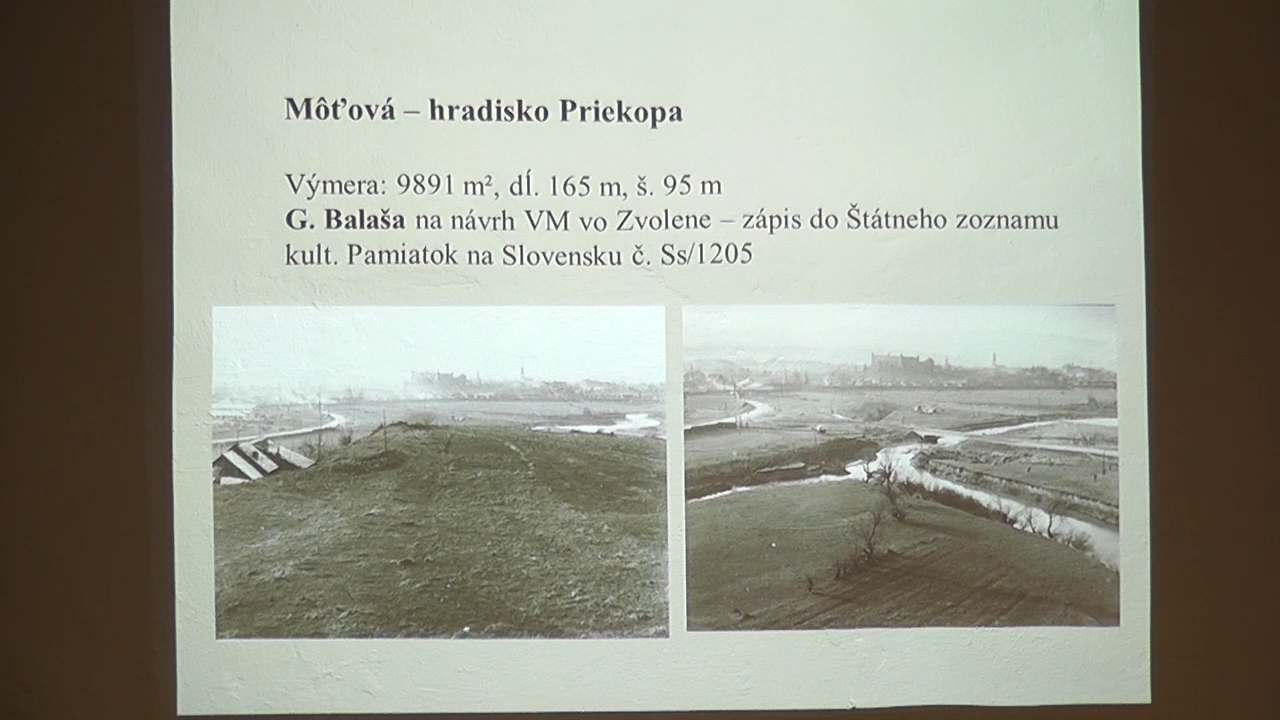 Môťová – hradisko Priekopa
Výmera: 9891 m², dĺ. 165 m, š. 95 m
G. Balaša na návrh VM vo Zvolene – zápis do Štátneho zoznamu
kult. Pamiatok na Slovensku č. Ss/1205